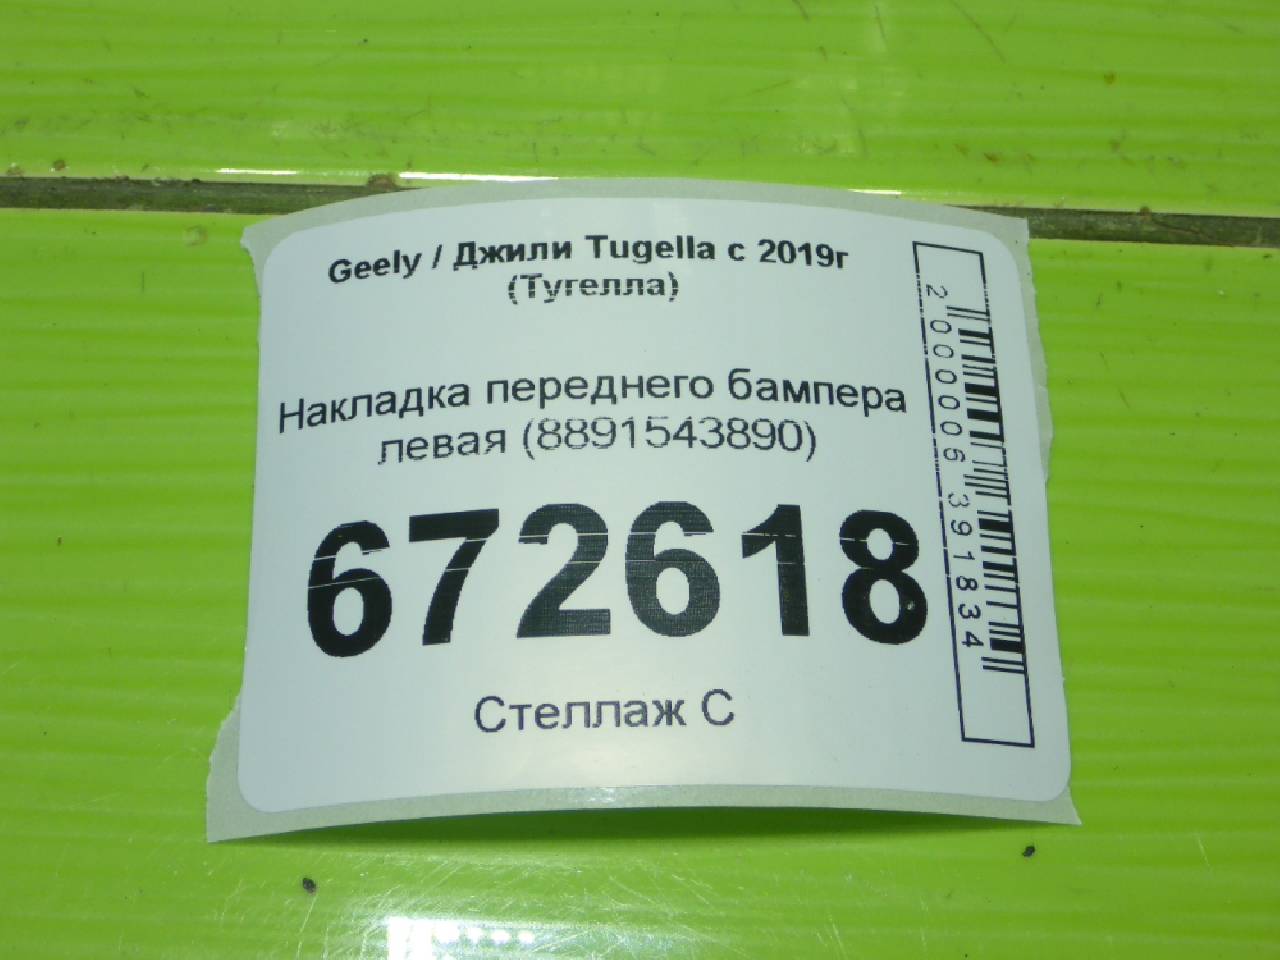 Geely / Джили Tugella с 2019г
(Тугелла)
Накладка переднего бампера
левая (8891543890)
672618
Стеллаж С
2000006391834